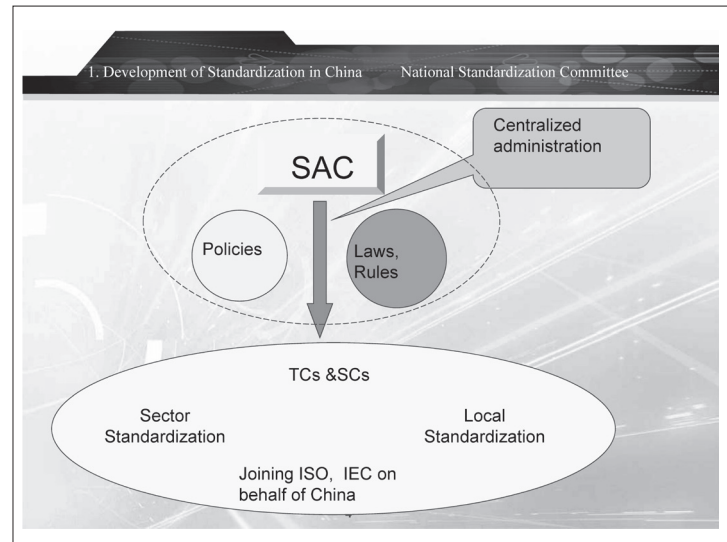 1. Development of Standardization in China National Standardization Committee
Centralized
administration
SAC
Policies
Laws,
Rules
TCs &SCs
Sector
Standardization
Local
Standardization
Joining ISO, IEC on
behalf of China